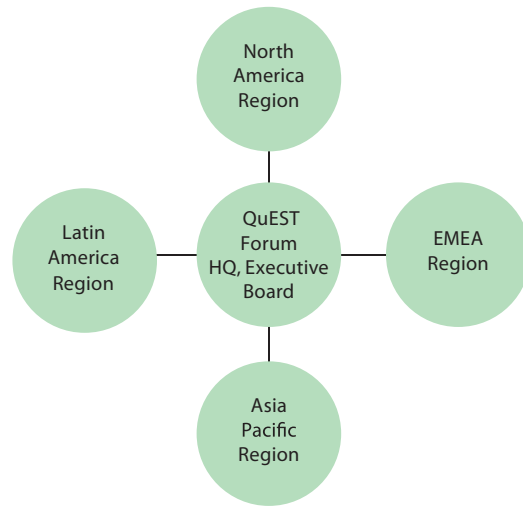 North
America
Region
Latin
America
Region
QuEST
Forum
HQ, Executive
Board
EMEA
Region
Asia
Pacific
Region